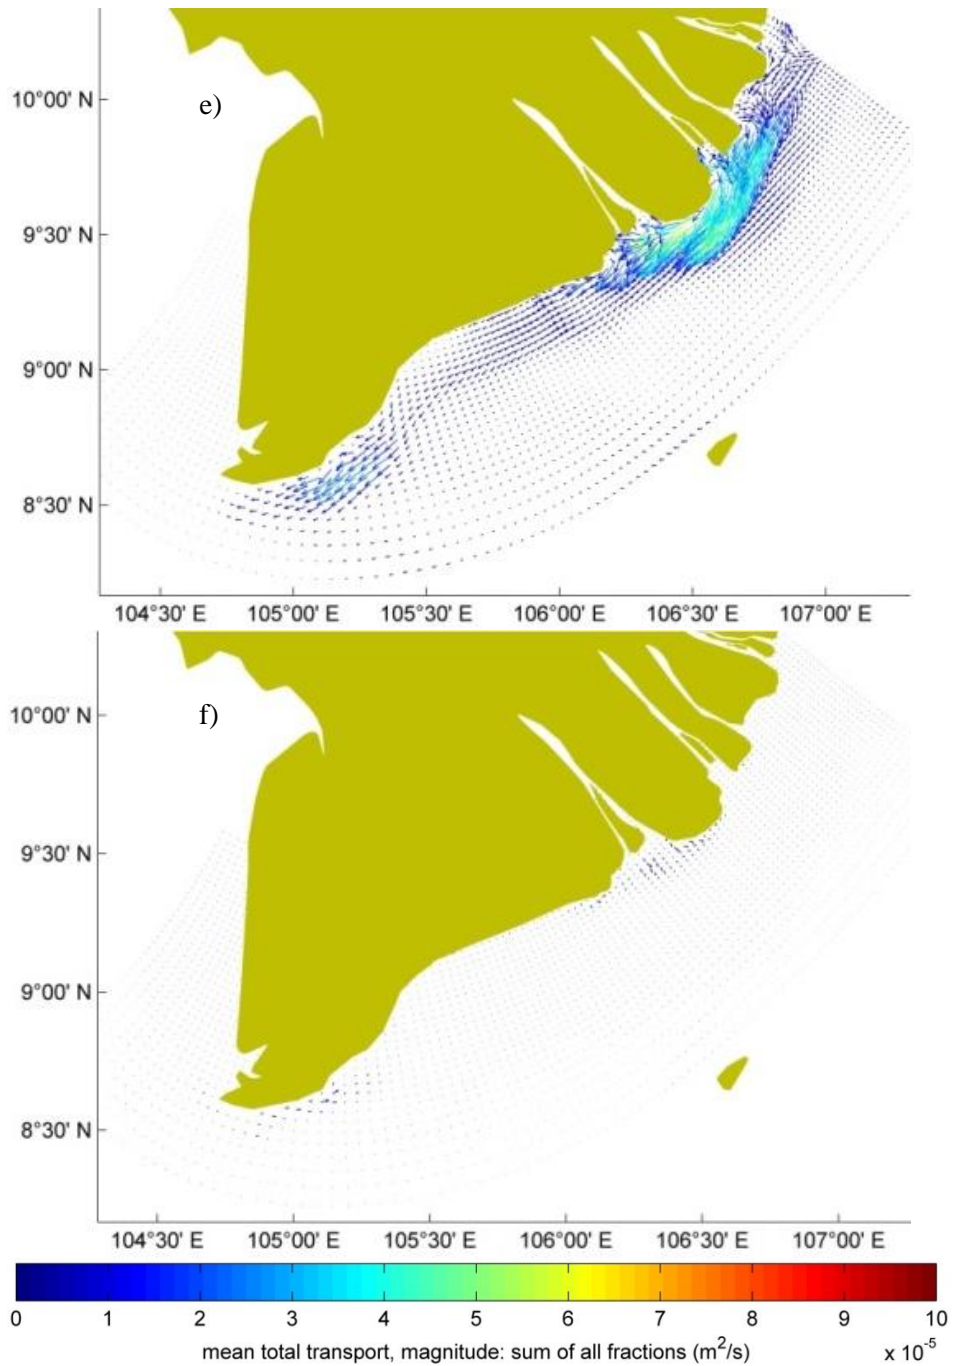 e)
10°00' N
9°30' N
9°00' N
8°30' N
104°30' E 105°00' E 105°30' E 106°00' E 106°30' E 107°00' E
f)
10°00' N
9°30' N
9°00' N
8°30' N
104°30' E 105°00' E 105°30' E 106°00' E 106°30' E 107°00' E
0 1 2 3 4 5 6 7 8 9 10
mean total transport, magnitude: sum of all fractions (m²/s) x 10⁻⁵